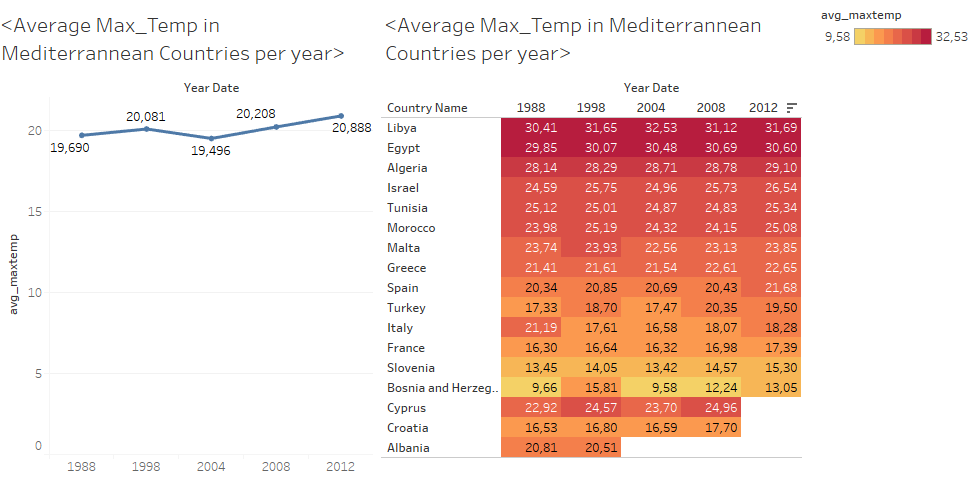 <Average Max_Temp in
Mediterrannean Countries per year>
Year Date
avg_maxtemp
20
15
10
5
0
19,690
20,081
19,496
20,208
20,888
1988 1998 2004 2008 2012
<Average Max_Temp in Mediterrannean
Countries per year>
Year Date
Country Name 1988 1998 2004 2008 2012
Libya 30,41 31,65 32,53 31,12 31,69
Egypt 29,85 30,07 30,48 30,69 30,60
Algeria 28,14 28,29 28,71 28,78 29,10
Israel 24,59 25,75 24,96 25,73 26,54
Tunisia 25,12 25,01 24,87 24,83 25,34
Morocco 23,98 25,19 24,32 24,15 25,08
Malta 23,74 23,93 22,56 23,13 23,85
Greece 21,41 21,61 21,54 22,61 22,65
Spain 20,34 20,85 20,69 20,43 21,68
Turkey 17,33 18,70 17,47 20,35 19,50
Italy 21,19 17,61 16,58 18,07 18,28
France 16,30 16,64 16,32 16,98 17,39
Slovenia 13,45 14,05 13,42 14,57 15,30
Bosnia and Herzeg.. 9,66 15,81 9,58 12,24 13,05
Cyprus 22,92 24,57 23,70 24,96
Croatia 16,53 16,80 16,59 17,70
Albania 20,81 20,51
avg_maxtemp
9,58 32,53